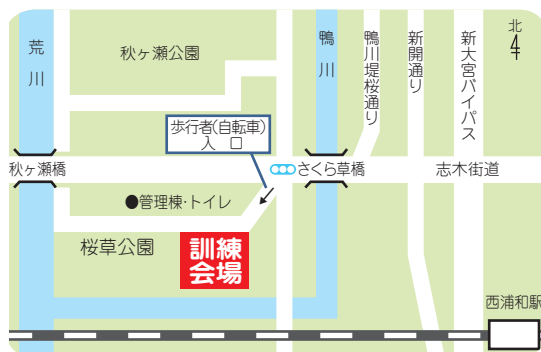 北
荒川
秋ヶ瀬公園
鴨川
鴨川堤桜通り
新開通り
新大宮バイパス
歩行者(自転車)
入口
秋ヶ瀬橋
さくら草橋
志木街道
●管理棟・トイレ
桜草公園
訓練
会場
西浦和駅